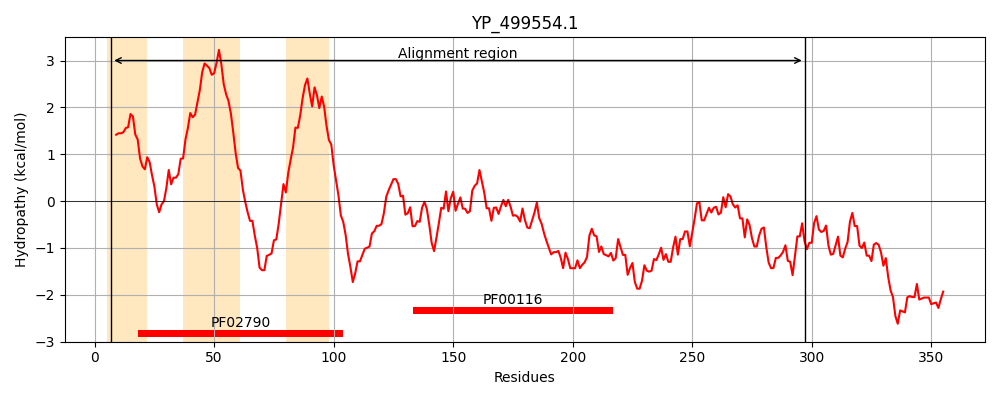 YP_499554.1
Alignment region
PF00116
PF02790
Hydropathy (kcal/mol)
3
2
1
0
−1
−2
−3
0
50
100
150
200
250
300
350
Residues